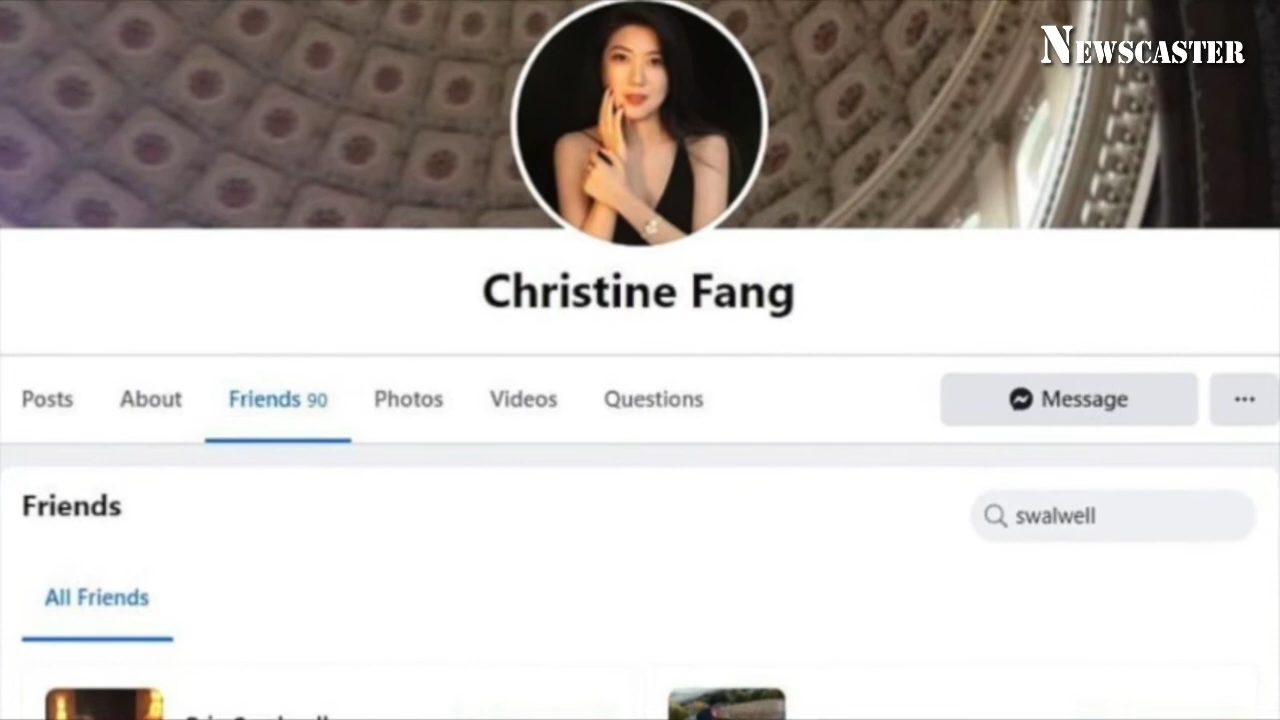 NEWSCASTER
Christine Fang
Posts About Friends 90 Photos Videos Questions Message ...
Friends
swalwell
All Friends